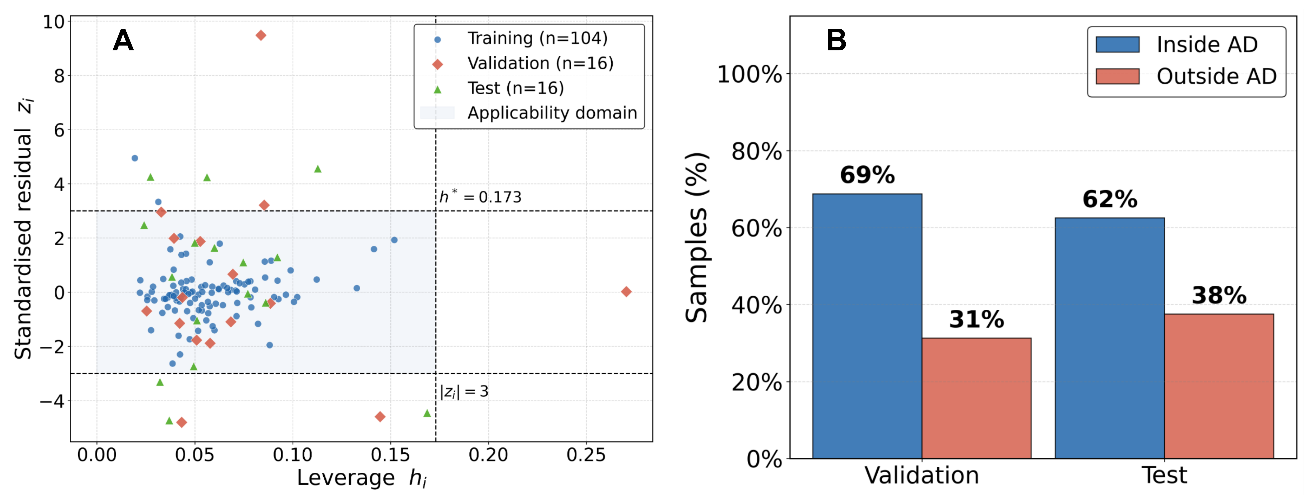 A
Training (n=104)
Validation (n=16)
Test (n=16)
Applicability domain
h* = 0.173
|zᵢ| = 3
10
8
6
4
2
0
−2
−4
Standardised residual zᵢ
0.00 0.05 0.10 0.15 0.20 0.25
Leverage hᵢ
B
Inside AD
Outside AD
100%
80%
60%
40%
20%
0%
Samples (%)
69%
31%
62%
38%
Validation Test